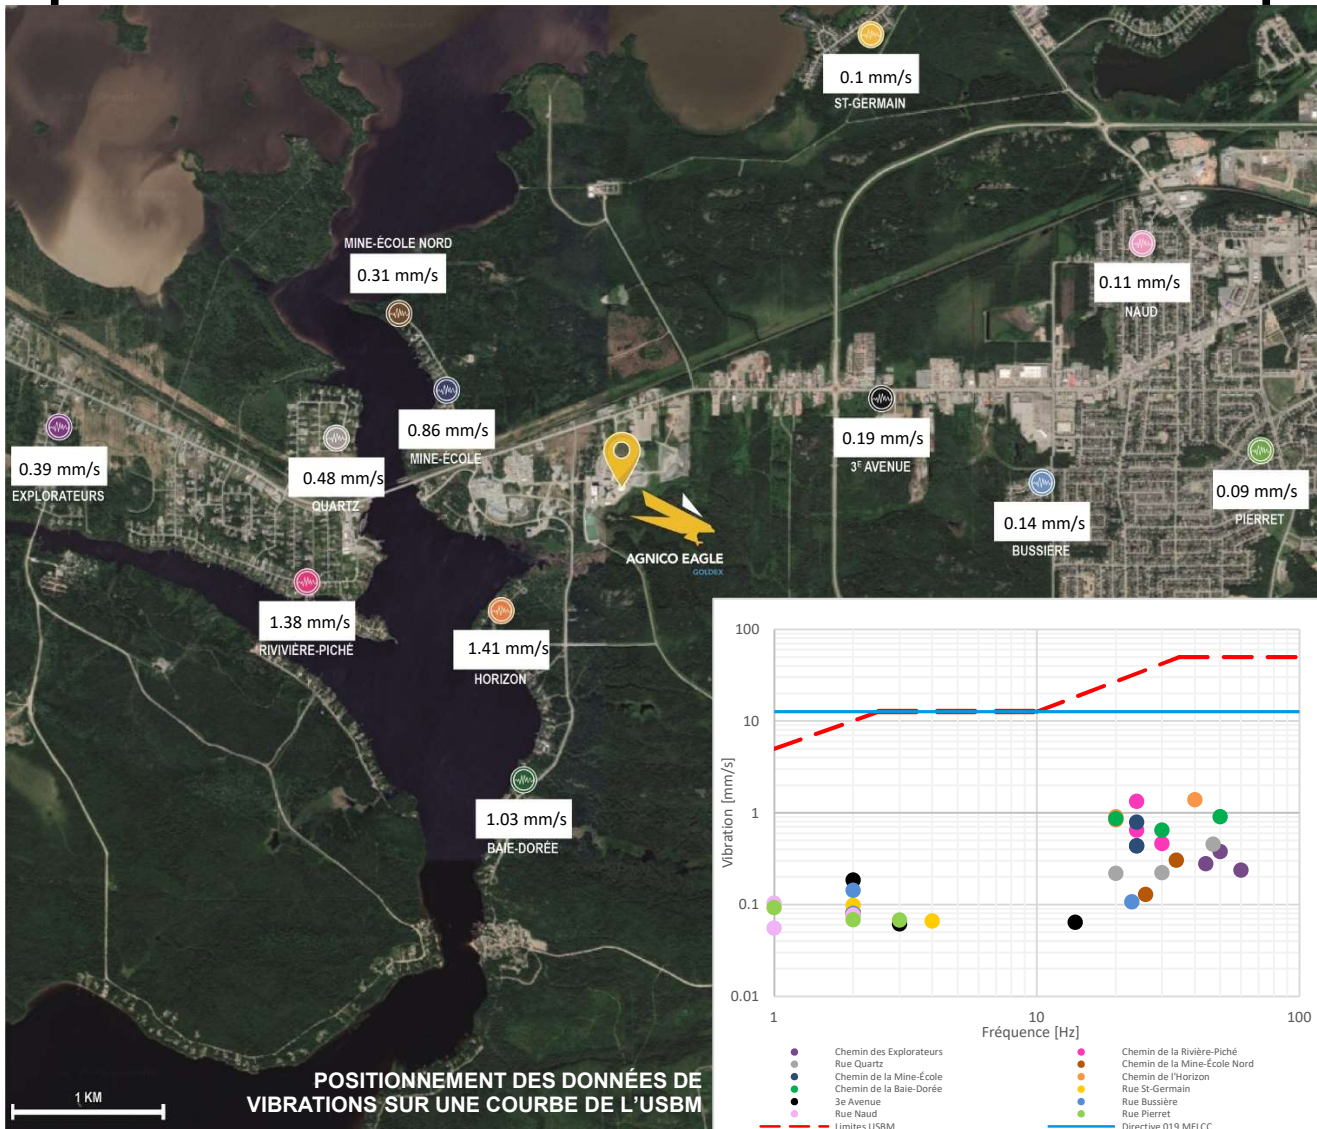 0.1 mm/s
ST-GERMAIN
MINE-ÉCOLE NORD
0.31 mm/s
0.11 mm/s
NAUD
0.86 mm/s
MINE-ÉCOLE
0.39 mm/s
EXPLORATEURS
0.48 mm/s
QUARTZ
0.19 mm/s
3E AVENUE
0.14 mm/s
BUSSIÈRE
0.09 mm/s
PIERRET
AGNICO EAGLE
GOLDEX
1.38 mm/s
RIVIVIÈRE-PICHÉ
1.41 mm/s
HORIZON
1.03 mm/s
BAIE-DORÉE
100
10
1
0.1
0.01
Vibration [mm/s]
1 10 100
Fréquence [Hz]
Chemin des Explorateurs
Chemin de la Rivière-Piché
Rue Quartz
Chemin de la Mine-École Nord
Chemin de la Mine-École
Chemin de l'Horizon
Chemin de la Baie-Dorée
Rue St-Germain
3e Avenue
Rue Bussière
Rue Naud
Rue Pierret
Limites USBM
Directive 019 MELCC
1 KM
POSITIONNEMENT DES DONNÉES DE
VIBRATIONS SUR UNE COURBE DE L'USBM